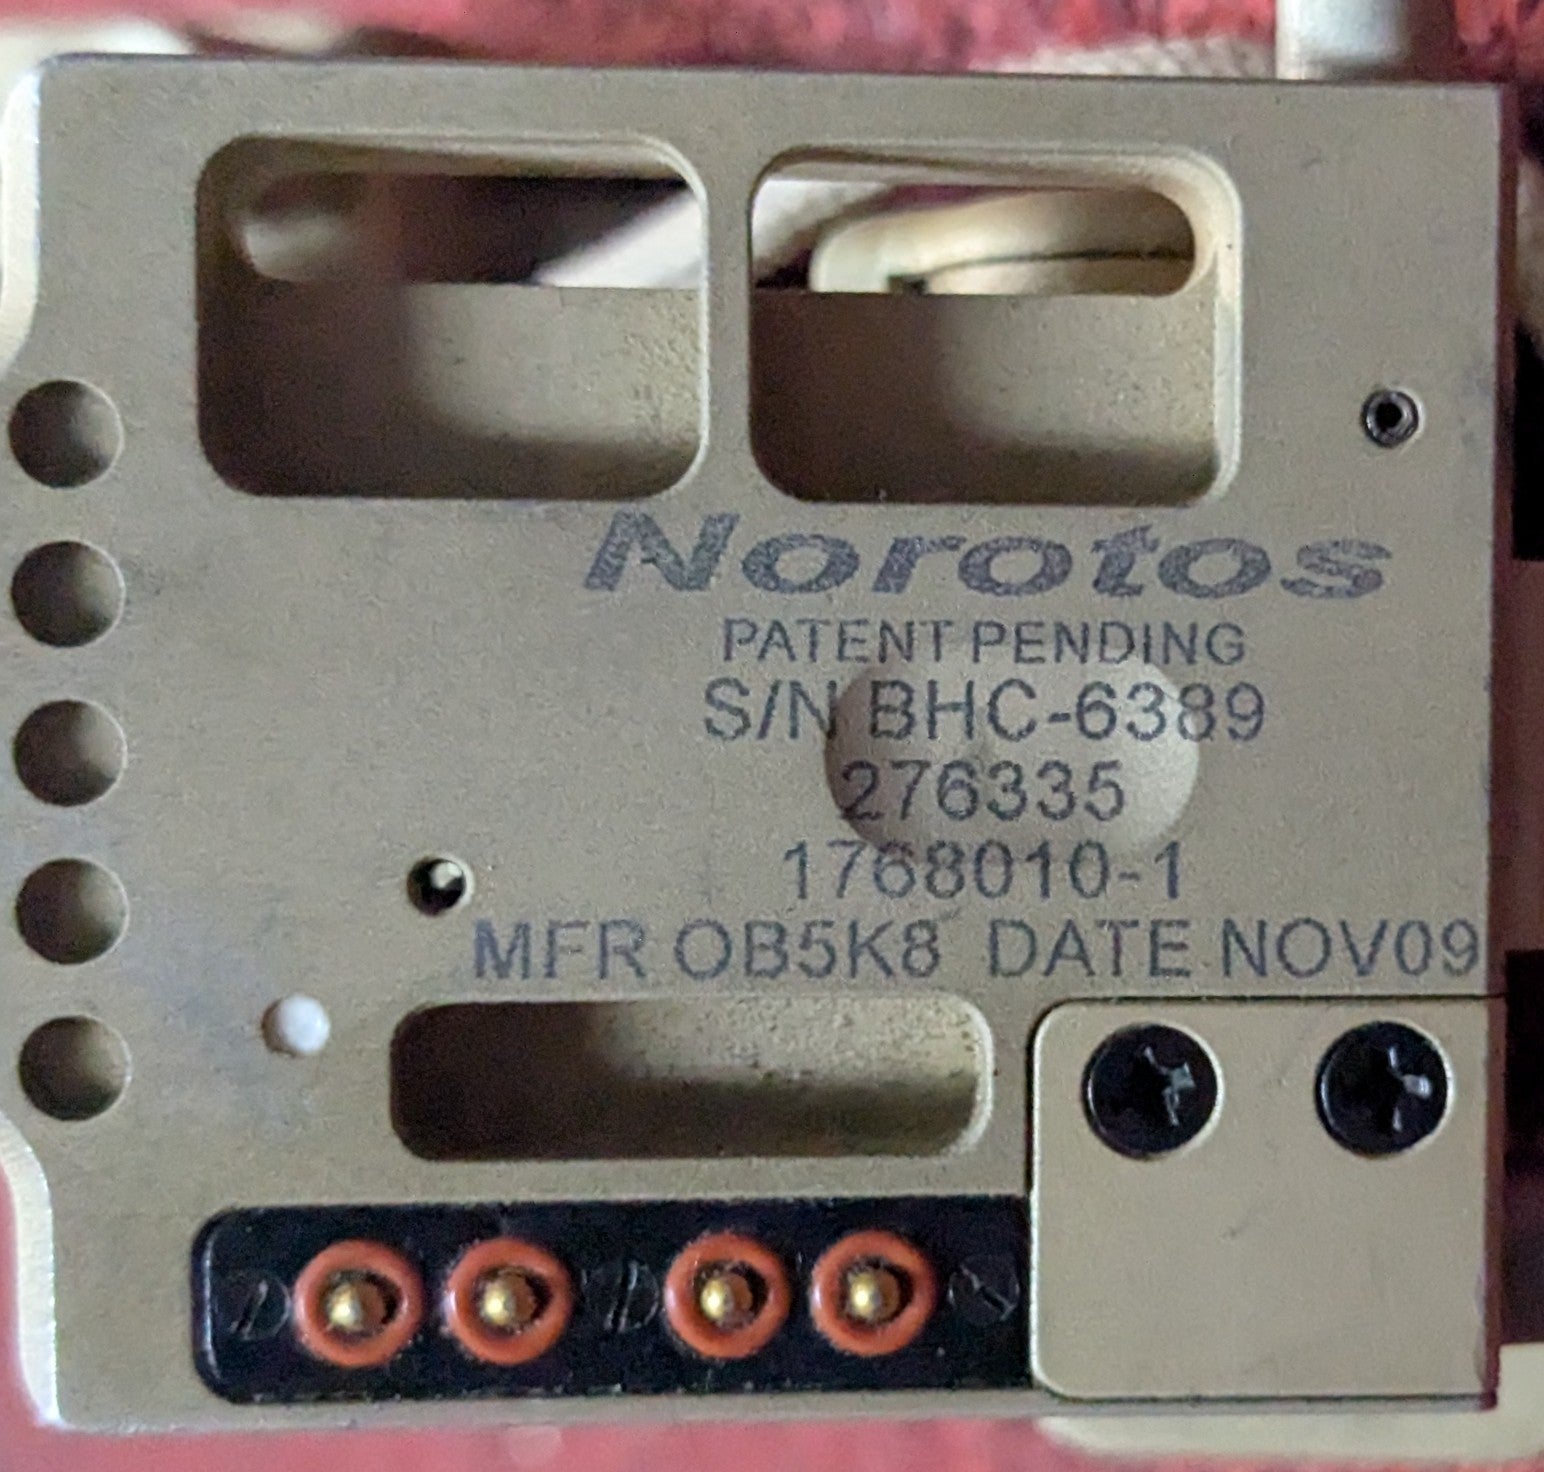 Norotos
PATENT PENDING
S/N BHC-6389
276335
1768010-1
MFR OB5K8 DATE NOV09